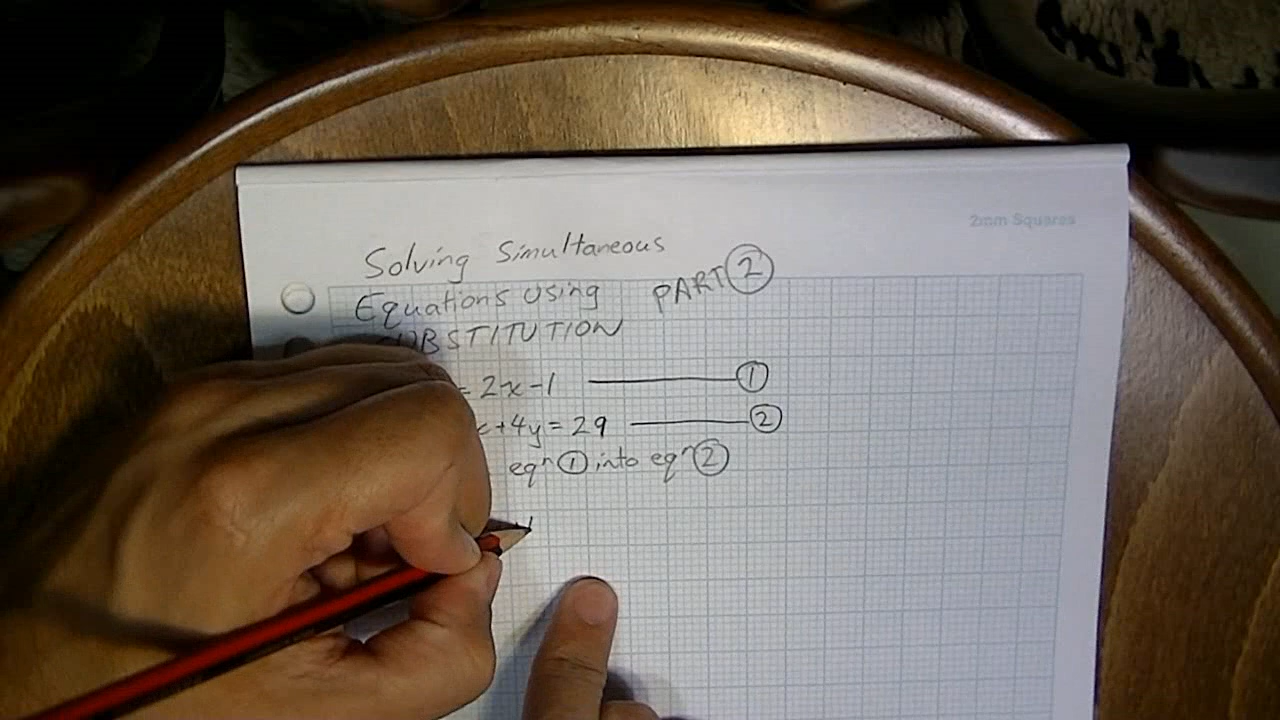 2mm Squares
Solving Simultaneous
Equations using PART ②
SUBSTITUTION
= 2x-1 ①
x+4y=29 ②
eqⁿ ① into eqⁿ ②